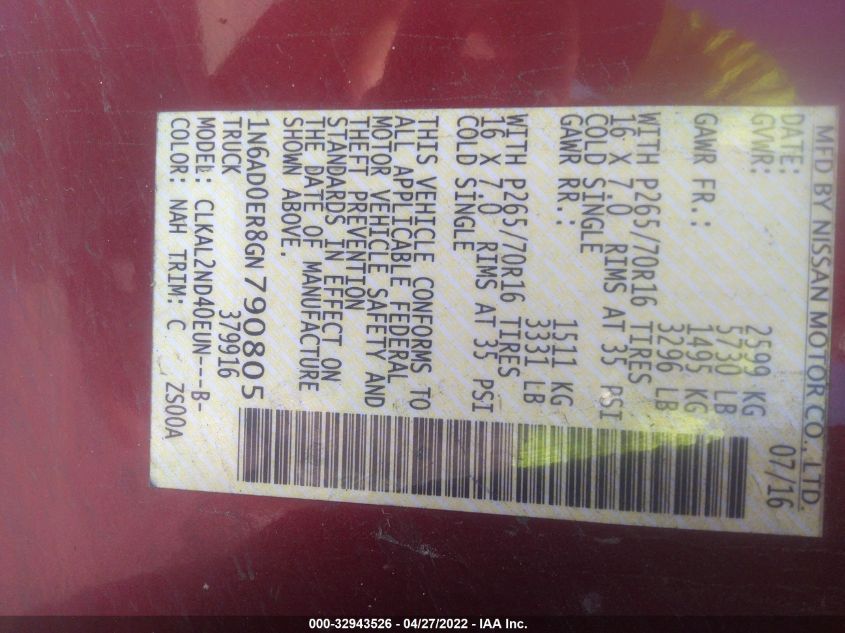 MFD BY NISSAN MOTOR CO., LTD.
DATE: 07/16
GVWR: 2599 KG
5730 LB
GAWR FR.: 1495 KG
3296 LB
WITH P265/70R16 TIRES
16 X 7.0 RIMS AT 35 PSI
COLD SINGLE
GAWR RR.: 1511 KG
3331 LB
WITH P265/70R16 TIRES
16 X 7.0 RIMS AT 35 PSI
COLD SINGLE
THIS VEHICLE CONFORMS TO
ALL APPLICABLE FEDERAL
MOTOR VEHICLE SAFETY AND
THEFT PREVENTION
STANDARDS IN EFFECT ON
THE DATE OF MANUFACTURE
SHOWN ABOVE.
1N6AD0ER8GN790805
TRUCK 379916
MODEL: CLKAL2ND40EUN---B-
COLOR: NAH TRIM: C ZS00A
000-32943526 - 04/27/2022 - IAA Inc.